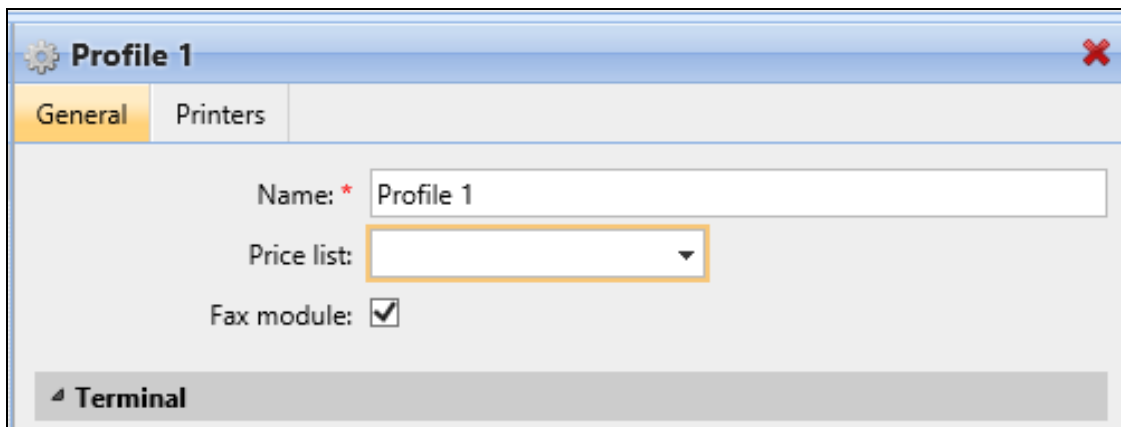 Profile 1
General Printers
Name: * Profile 1
Price list:
Fax module:
Terminal